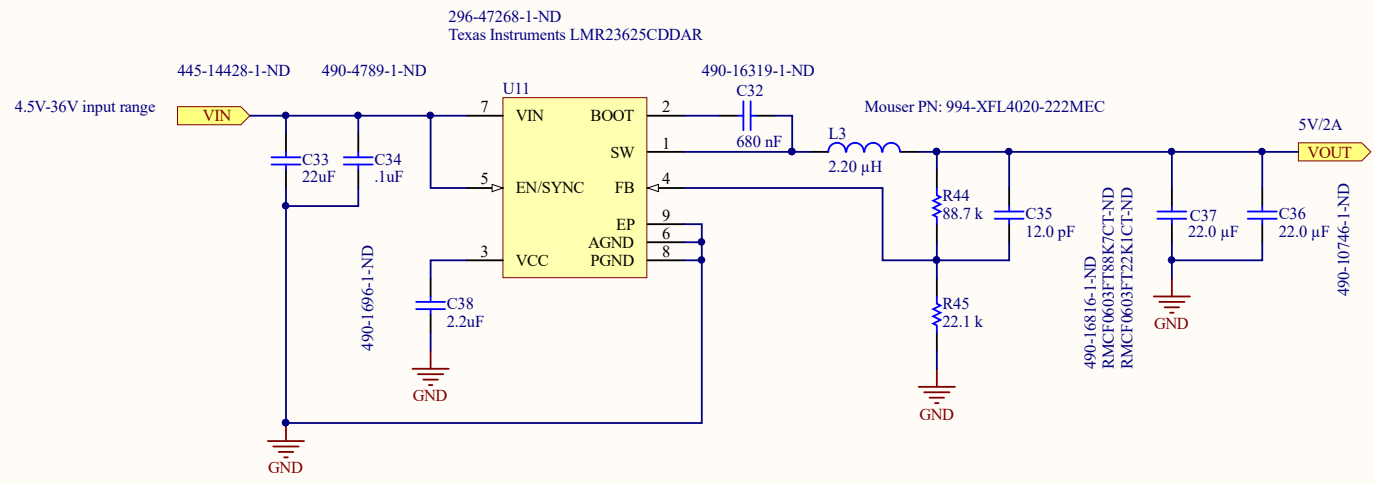 296-47268-1-ND
Texas Instruments LMR23625CDDAR
445-14428-1-ND
490-4789-1-ND
490-16319-1-ND
4.5V-36V input range
VIN
U11
7
VIN
BOOT
2
C32
680 nF
Mouser PN: 994-XFL4020-222MEC
5V/2A
VOUT
C33
22uF
C34
.1uF
SW
1
L3
2.20 µH
5
EN/SYNC
FB
4
R44
88.7 k
C35
12.0 pF
C37
22.0 µF
C36
22.0 µF
490-10746-1-ND
EP
9
AGND
6
3
VCC
PGND
8
490-1696-1-ND
C38
2.2uF
GND
R45
22.1 k
GND
490-16816-1-ND
RMCF0603FT88K7CT-ND
RMCF0603FT22K1CT-ND
GND
GND